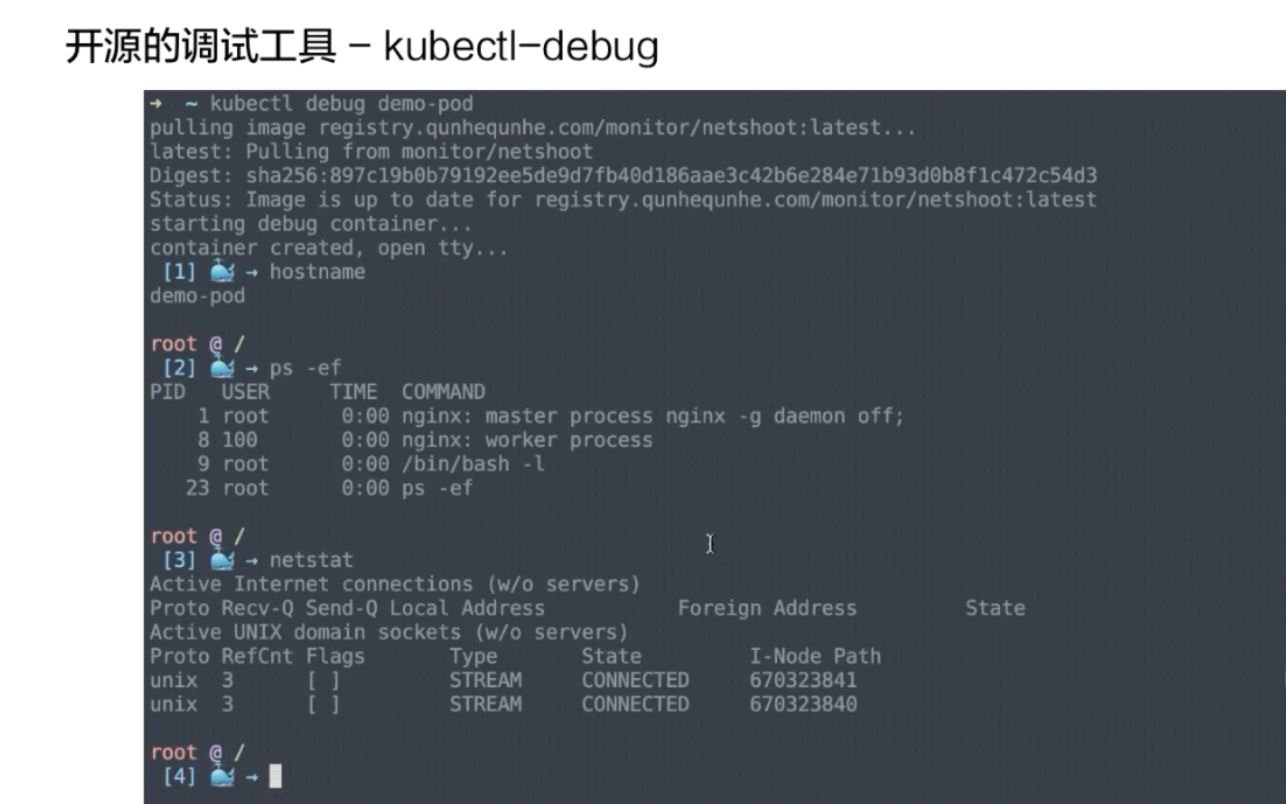 开源的调试工具 – kubectl-debug
➜ ~ kubectl debug demo-pod
pulling image registry.qunhequnhe.com/monitor/netshoot:latest...
latest: Pulling from monitor/netshoot
Digest: sha256:897c19b0b79192ee5de9d7fb40d186aae3c42b6e284e71b93d0b8f1c472c54d3
Status: Image is up to date for registry.qunhequnhe.com/monitor/netshoot:latest
starting debug container...
container created, open tty...
[1] 🐳 → hostname
demo-pod
root @ /
[2] 🐳 → ps -ef
PID USER TIME COMMAND
1 root 0:00 nginx: master process nginx -g daemon off;
8 100 0:00 nginx: worker process
9 root 0:00 /bin/bash -l
23 root 0:00 ps -ef
root @ /
[3] 🐳 → netstat
Active Internet connections (w/o servers)
Proto Recv-Q Send-Q Local Address Foreign Address State
Active UNIX domain sockets (w/o servers)
Proto RefCnt Flags Type State I-Node Path
unix 3 [ ] STREAM CONNECTED 670323841
unix 3 [ ] STREAM CONNECTED 670323840
root @ /
[4] 🐳 →